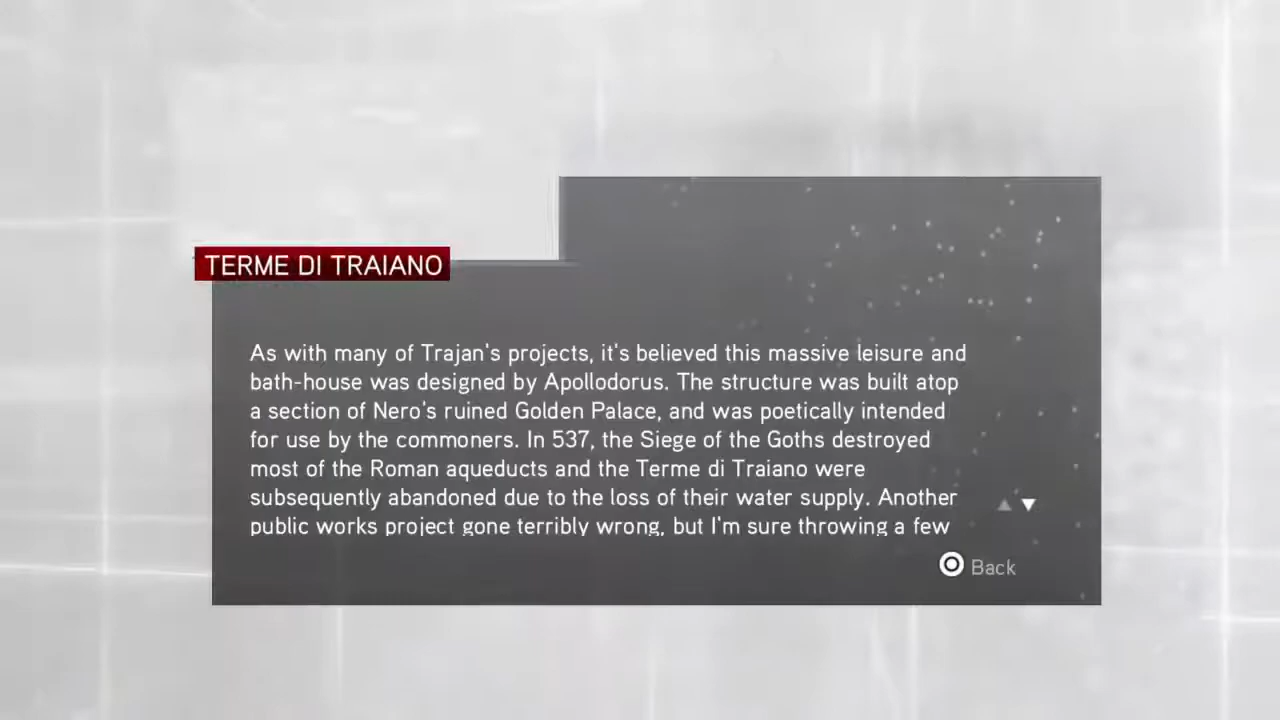 TERME DI TRAIANO
As with many of Trajan's projects, it's believed this massive leisure and
bath-house was designed by Apollodorus. The structure was built atop
a section of Nero's ruined Golden Palace, and was poetically intended
for use by the commoners. In 537, the Siege of the Goths destroyed
most of the Roman aqueducts and the Terme di Traiano were
subsequently abandoned due to the loss of their water supply. Another
public works project gone terribly wrong, but I'm sure throwing a few
Back